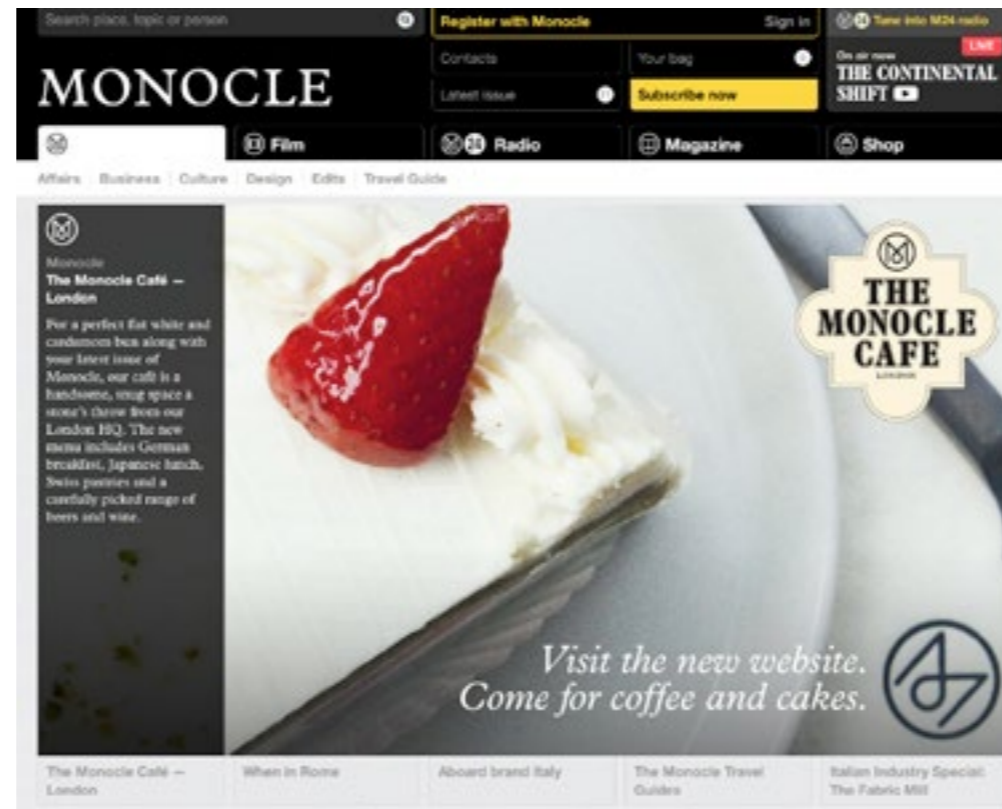 Search place, topic or person
Register with Monocle
Sign in
Tune into M24 radio
MONOCLE
Contacts
Your bag
On air now
LIVE
THE CONTINENTAL
SHIFT
Latest issue
Subscribe now
Film
24 Radio
Magazine
Shop
Affairs
Business
Culture
Design
Edits
Travel Guide
Monocle
The Monocle Café —
London
For a perfect flat white and
cardamom bun along with
your latest issue of
Monocle, our café is a
handsome, snug space a
stone's throw from our
London HQ. The new
menu includes German
breakfast, Japanese lunch,
Swiss pastries and a
carefully picked range of
beers and wine.
THE
MONOCLE
CAFE
LONDON
Visit the new website.
Come for coffee and cakes.
The Monocle Café —
London
When in Rome
Aboard brand Italy
The Monocle Travel
Guides
Italian Industry Special:
The Fabric Mill